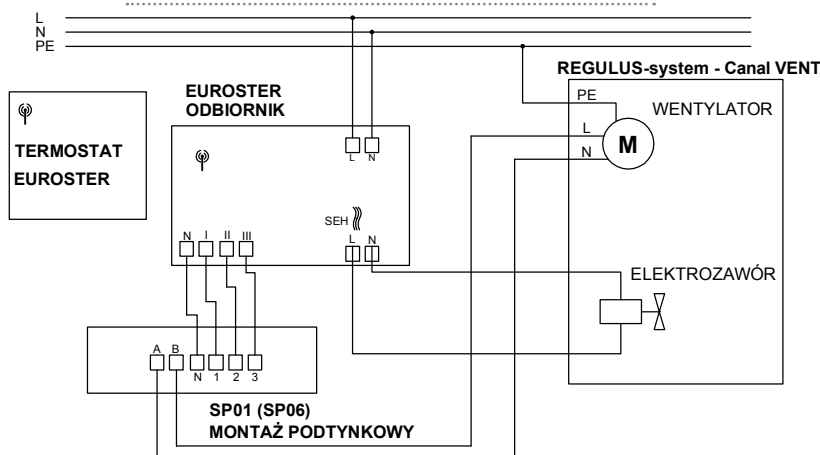 L
N
PE
REGULUS-system - Canal VENT
EUROSTER
ODBIORNIK
PE
WENTYLATOR
L
M
N
TERMOSTAT
EUROSTER
L N
SEH
N I II III
L N
ELEKTROZAWÓR
A B
N 1 2 3
SP01 (SP06)
MONTAŻ PODTYNKOWY